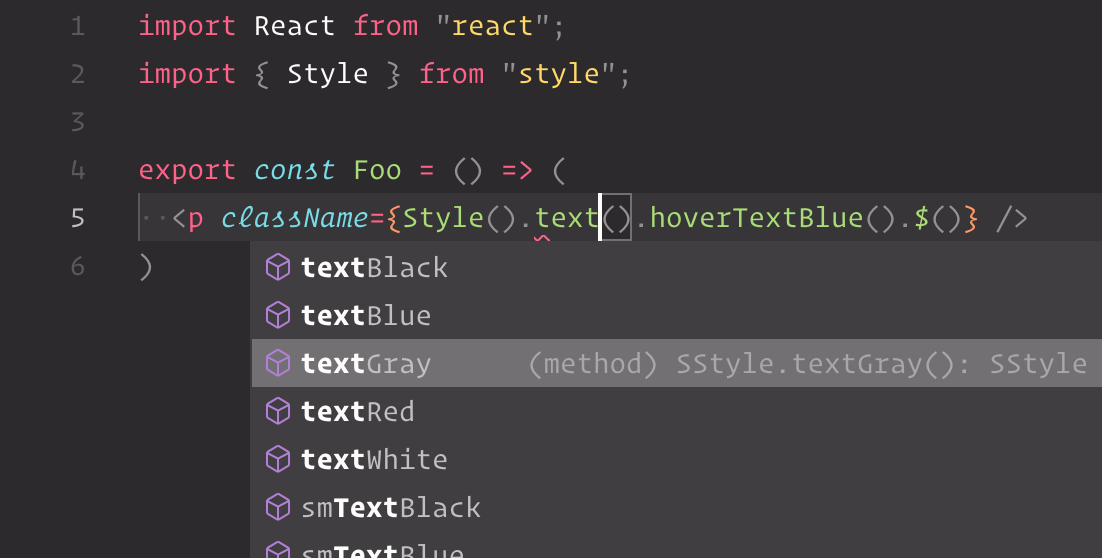 1 import React from "react";
2 import { Style } from "style";
3
4 export const Foo = () => (
5 ··<p className={Style().text().hoverTextBlue().$()} />
6 )
textBlack
textBlue
textGray (method) SStyle.textGray(): SStyle
textRed
textWhite
smTextBlack
smTextBlue